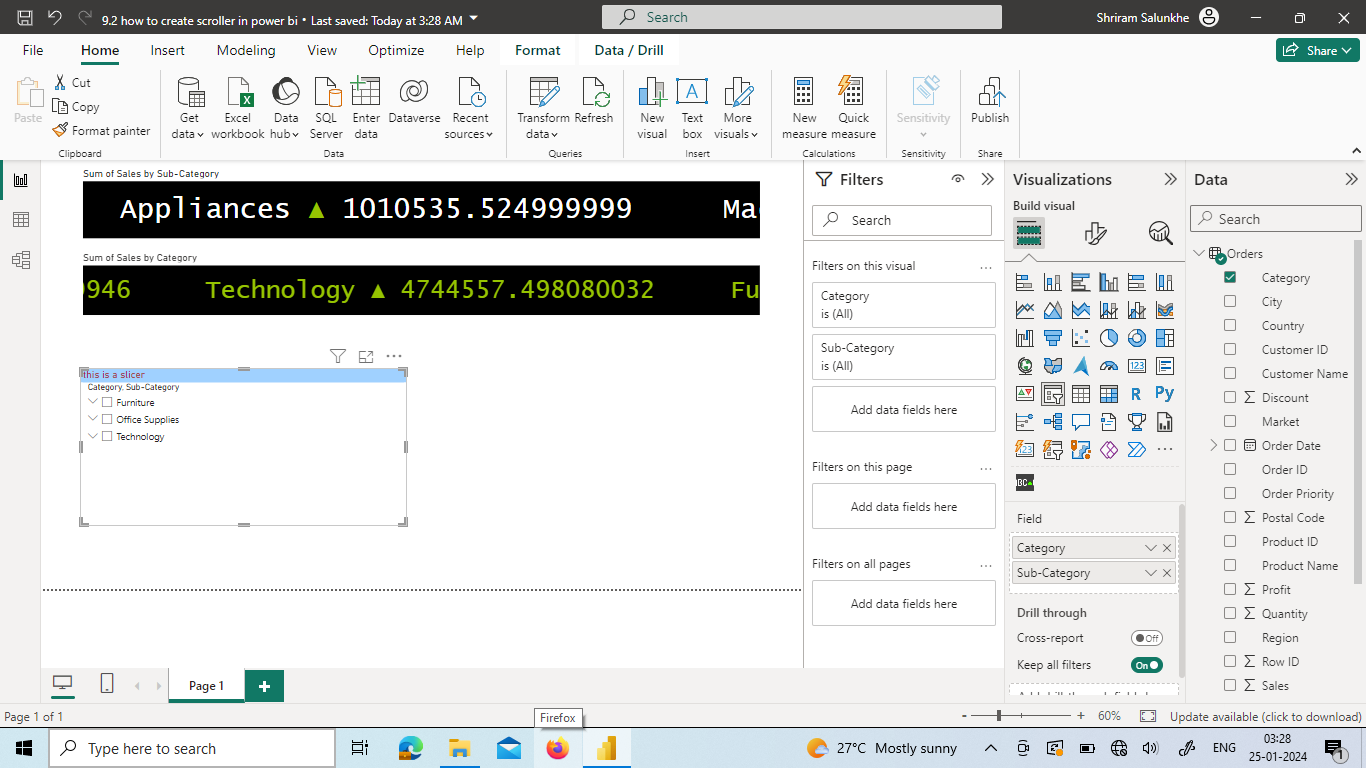 9.2 how to create scroller in power bi • Last saved: Today at 3:28 AM
Search
Shriram Salunkhe
File Home Insert Modeling View Optimize Help Format Data / Drill
Share
Paste
Cut
Copy
Format painter
Clipboard
Get data
Excel workbook
Data hub
SQL Server
Enter data
Dataverse
Recent sources
Data
Transform data
Refresh
Queries
New visual
Text box
More visuals
Insert
New measure
Quick measure
Calculations
Sensitivity
Sensitivity
Publish
Share
Sum of Sales by Sub-Category
Appliances ▲ 1010535.524999999 Ma
Sum of Sales by Category
946 Technology ▲ 4744557.498080032 Fu
this is a slicer
Category, Sub-Category
Furniture
Office Supplies
Technology
Page 1
Filters
Search
Filters on this visual
Category
is (All)
Sub-Category
is (All)
Add data fields here
Filters on this page
Add data fields here
Filters on all pages
Add data fields here
Visualizations
Build visual
123
R
Py
123
Field
Category
Sub-Category
Drill through
Cross-report
Off
Keep all filters
On
Data
Search
Orders
Category
City
Country
Customer ID
Customer Name
Discount
Market
Order Date
Order ID
Order Priority
Postal Code
Product ID
Product Name
Profit
Quantity
Region
Row ID
Sales
Page 1 of 1
Firefox
- + 60%
Update available (click to download)
Type here to search
27°C Mostly sunny
ENG
03:28
25-01-2024
1